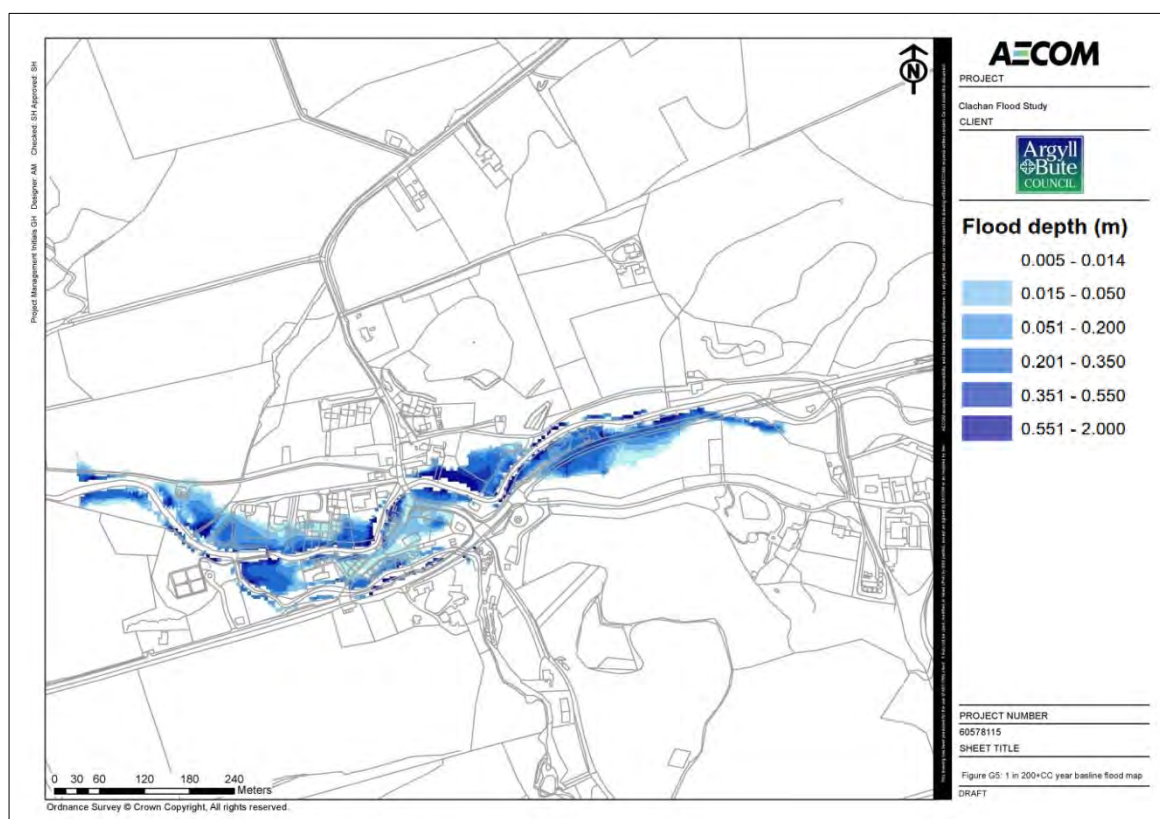 Project Management Initials GH Designer: AM Checked: SH Approved: SH
N
AECOM
PROJECT
Clachan Flood Study
CLIENT
Argyll
Bute
COUNCIL
Flood depth (m)
0.005 - 0.014
0.015 - 0.050
0.051 - 0.200
0.201 - 0.350
0.351 - 0.550
0.551 - 2.000
PROJECT NUMBER
60578115
SHEET TITLE
Figure G5: 1 in 200+CC year basline flood map
DRAFT
0 30 60 120 180 240
Meters
Ordnance Survey © Crown Copyright, All rights reserved.